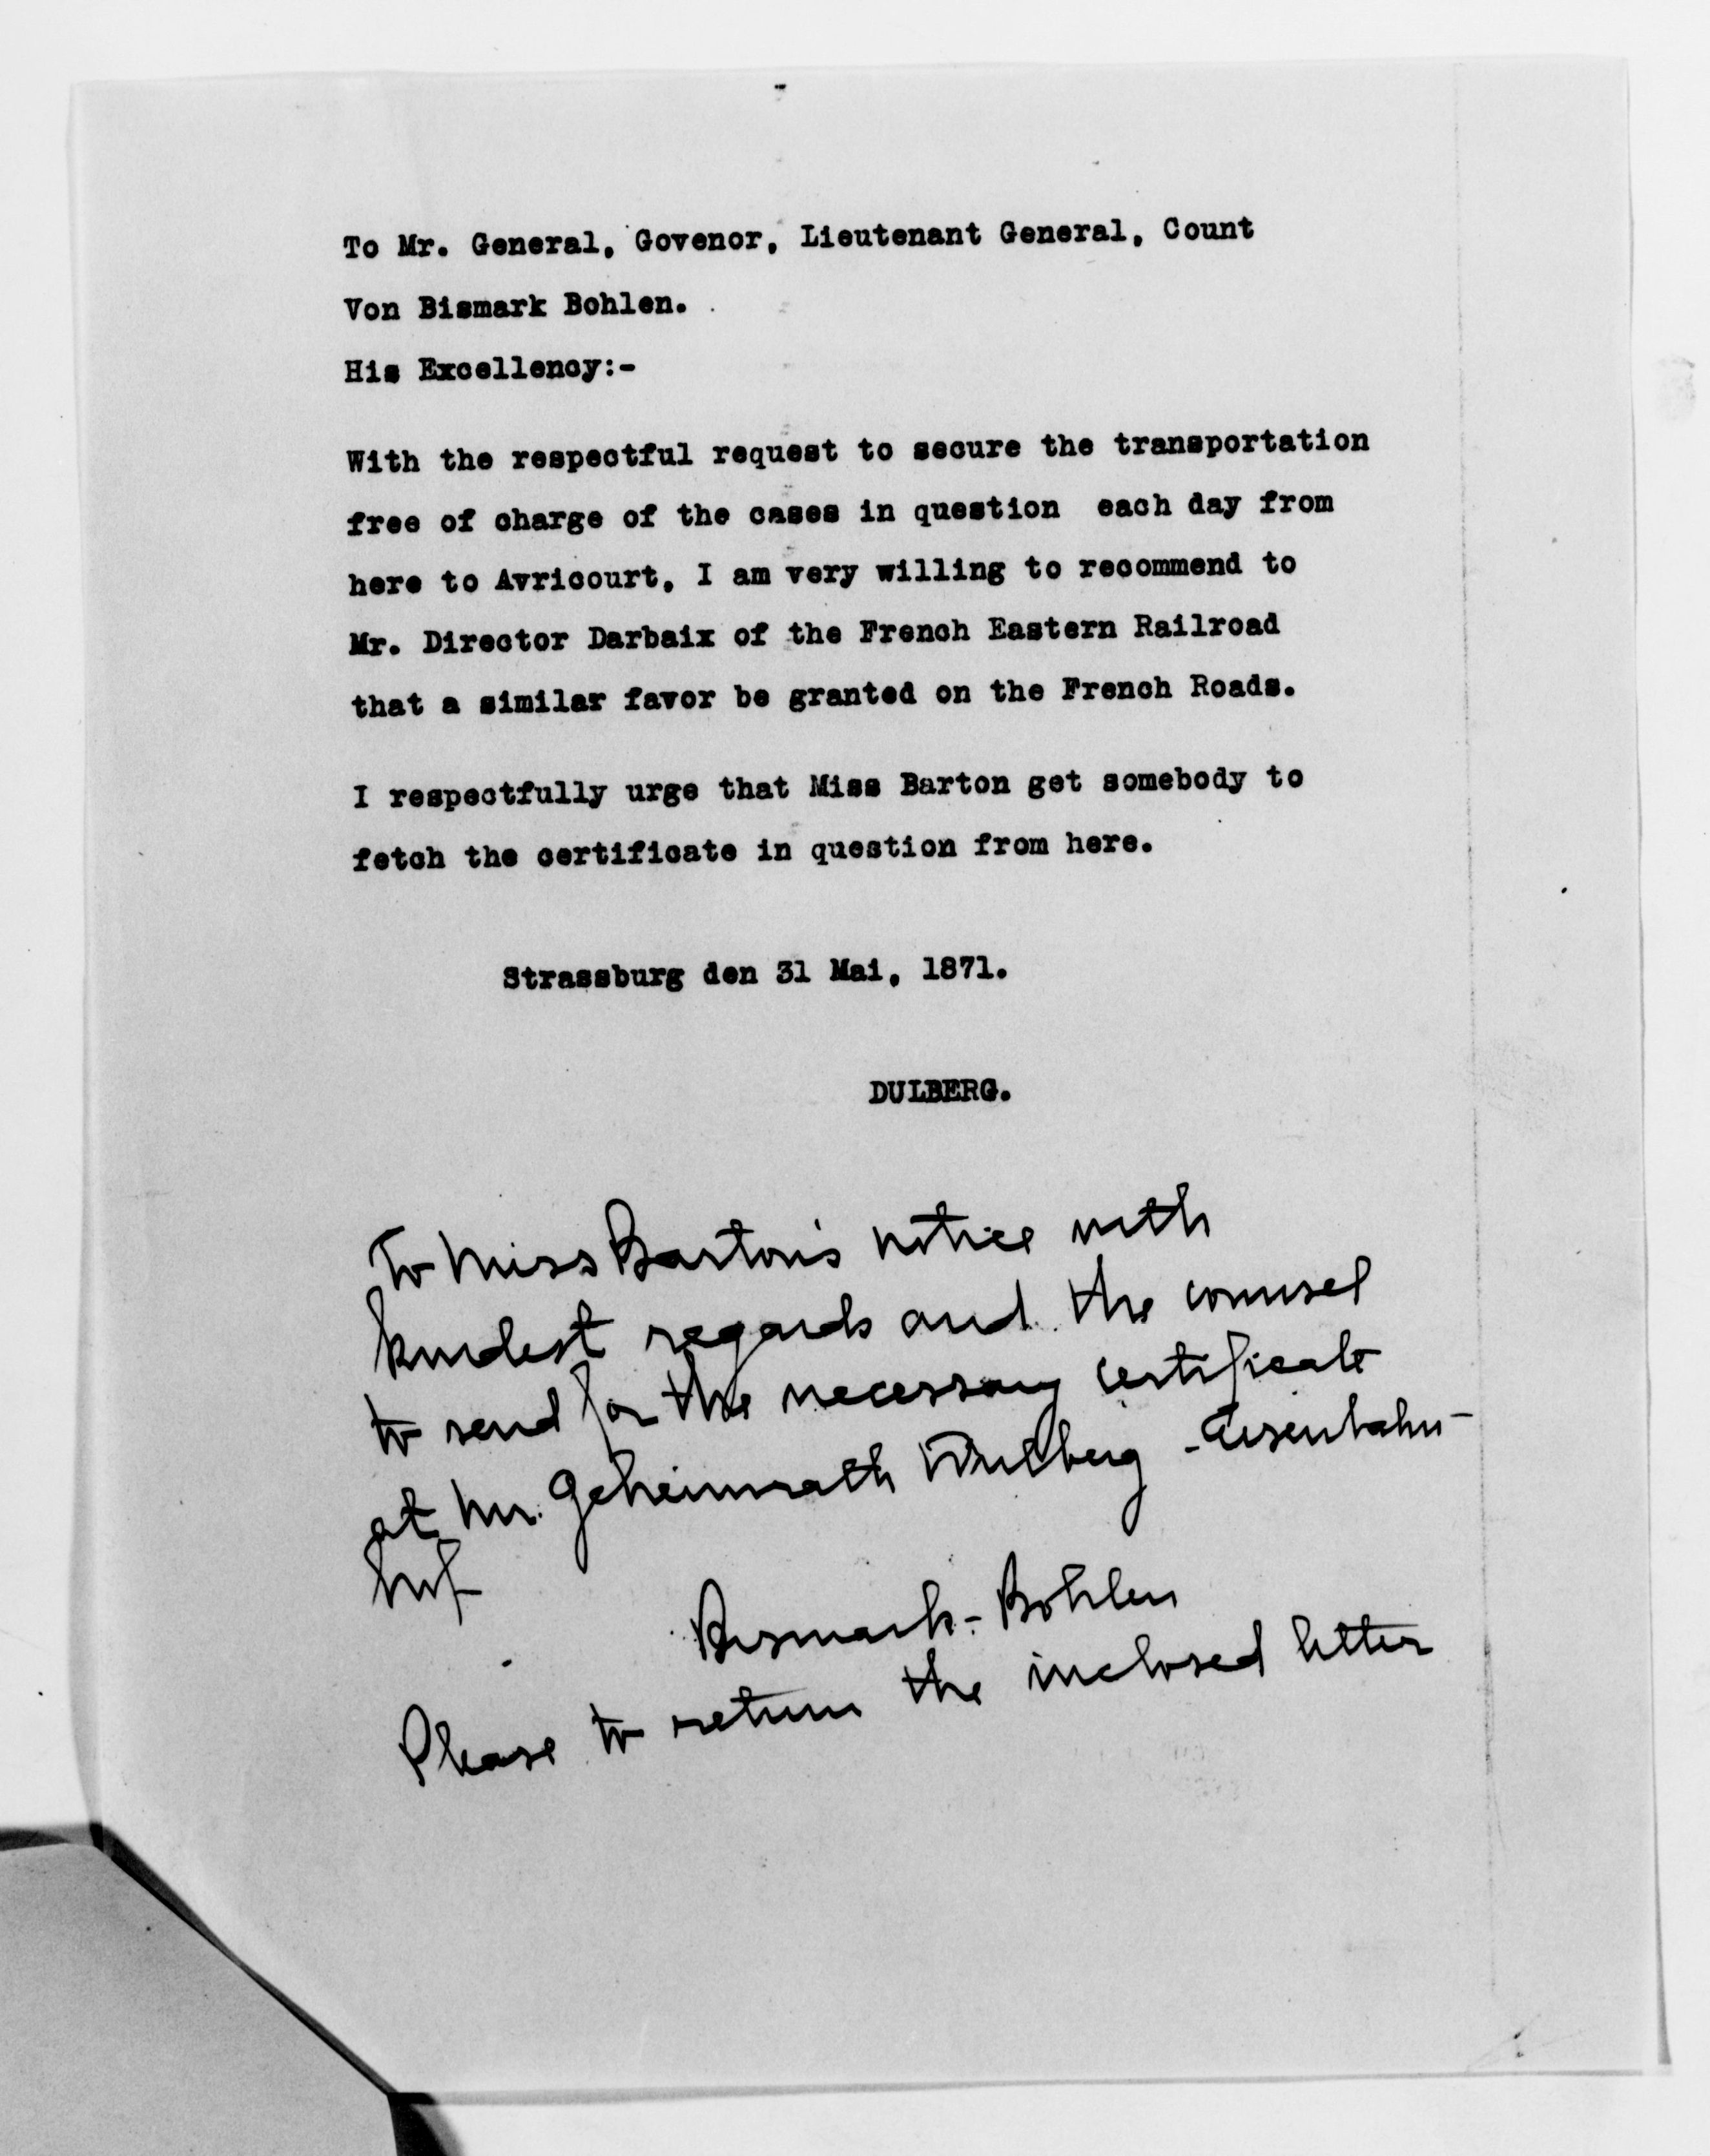 To Mr. General, Govenor, Lieutenant General, Count
Von Bismark Bohlen.
His Excellency:-
With the respectful request to secure the transportation
free of charge of the cases in question each day from
here to Avricourt, I am very willing to recommend to
Mr. Director Darbaix of the French Eastern Railroad
that a similar favor be granted on the French Roads.
I respectfully urge that Miss Barton get somebody to
fetch the certificate in question from here.
Strassburg den 31 Mai, 1871.
DULBERG.
To Miss Barton's notice with
kindest regards and the counsel
to send for the necessary certificate
at Mr. Geheimrath - Eisenbahn-
hof
Bismark-Bohlen
Please to return the inclosed letter